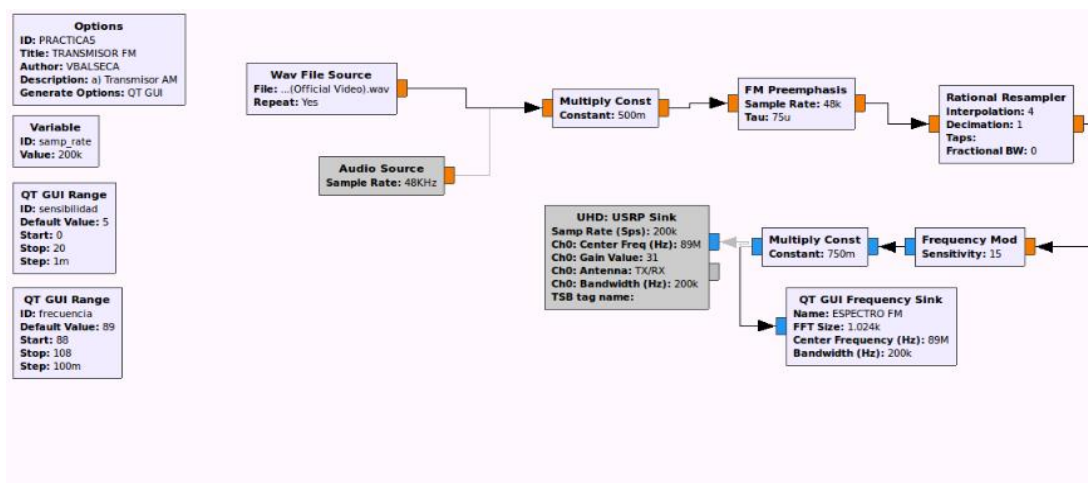 Options
ID: PRACTICA5
Title: TRANSMISOR FM
Author: VBALSECA
Description: a) Transmisor AM
Generate Options: QT GUI
Variable
ID: samp_rate
Value: 200k
QT GUI Range
ID: sensibilidad
Default Value: 5
Start: 0
Stop: 20
Step: 1m
QT GUI Range
ID: frecuencia
Default Value: 89
Start: 88
Stop: 108
Step: 100m
Wav File Source
File: ...(Official Video).wav
Repeat: Yes
Audio Source
Sample Rate: 48KHz
Multiply Const
Constant: 500m
FM Preemphasis
Sample Rate: 48k
Tau: 75u
Rational Resampler
Interpolation: 4
Decimation: 1
Taps:
Fractional BW: 0
UHD: USRP Sink
Samp Rate (Sps): 200k
Ch0: Center Freq (Hz): 89M
Ch0: Gain Value: 31
Ch0: Antenna: TX/RX
Ch0: Bandwidth (Hz): 200k
TSB tag name:
Multiply Const
Constant: 750m
Frequency Mod
Sensitivity: 15
QT GUI Frequency Sink
Name: ESPECTRO FM
FFT Size: 1.024k
Center Frequency (Hz): 89M
Bandwidth (Hz): 200k